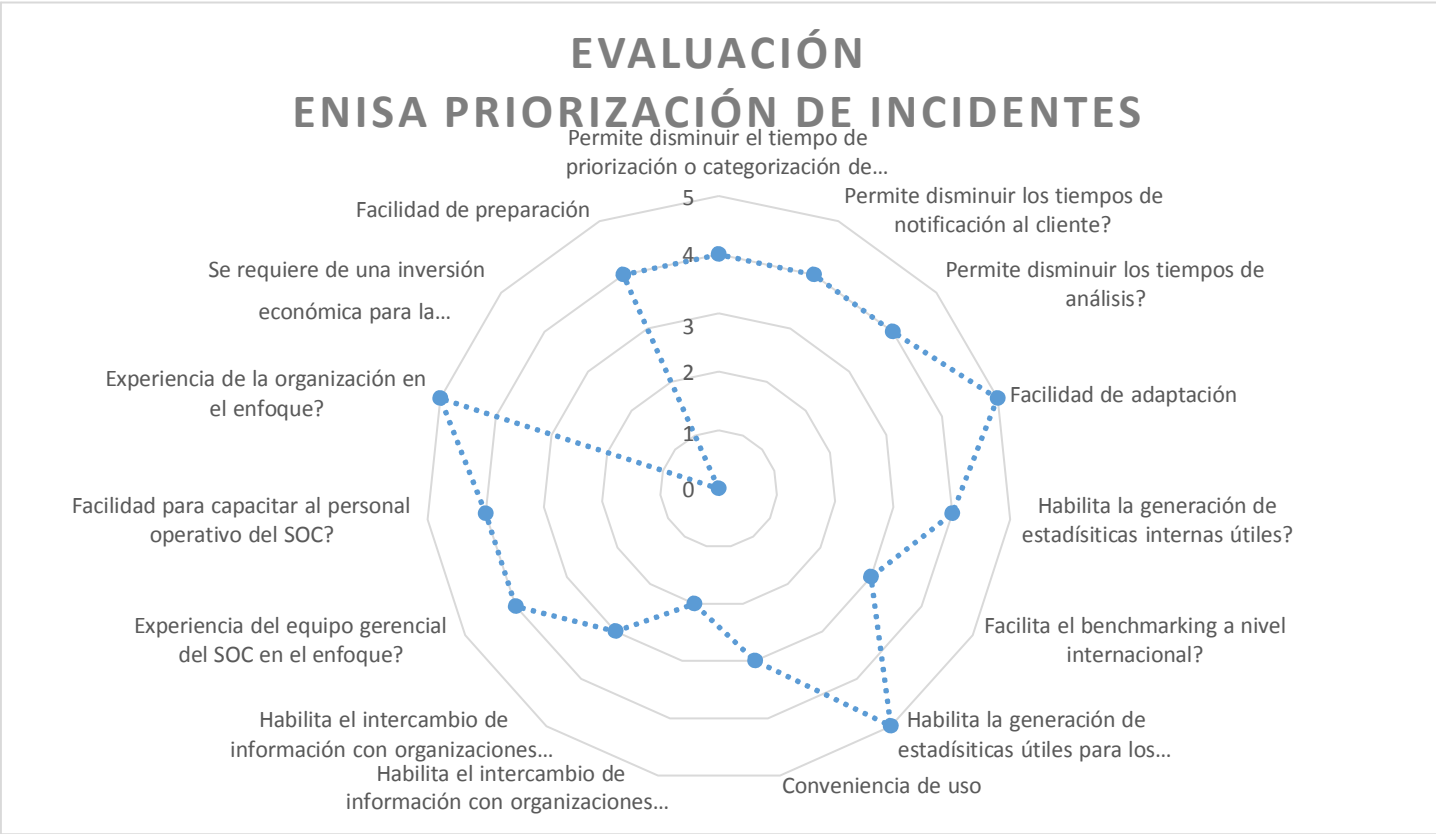 EVALUACIÓN
ENISA PRIORIZACIÓN DE INCIDENTES
Permite disminuir el tiempo de
priorización o categorización de...
Permite disminuir los tiempos de
notificación al cliente?
Permite disminuir los tiempos de
análisis?
Facilidad de adaptación
Habilita la generación de
estadísiticas internas útiles?
Facilita el benchmarking a nivel
internacional?
Habilita la generación de
estadísiticas útiles para los...
Conveniencia de uso
Habilita el intercambio de
información con organizaciones...
Habilita el intercambio de
información con organizaciones...
Experiencia del equipo gerencial
del SOC en el enfoque?
Facilidad para capacitar al personal
operativo del SOC?
Experiencia de la organización en
el enfoque?
Se requiere de una inversión
económica para la...
Facilidad de preparación
5
4
3
2
1
0